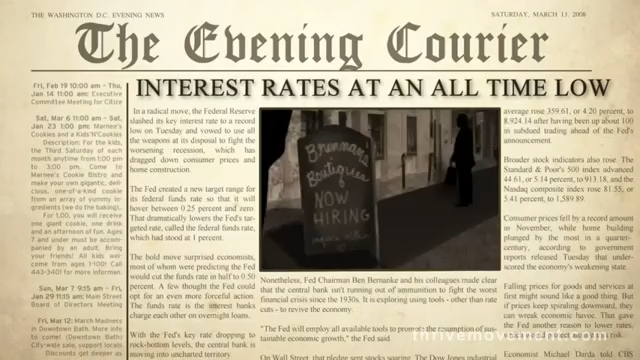 THE WASHINGTON D.C. EVENING NEWS
SATURDAY, MARCH 13. 2008
The Evening Courier
INTEREST RATES AT AN ALL TIME LOW
Fri, Feb 19 10:00 am - Thu,
Jan 14 11:00 am: Executive
Committee Meeting for Citize
Sat, Mar 6 11:00 am - Sat,
Jan 23 1:00 pm: Marnee's
Cookies and a Kids'N'Cookies
Description: For the kids,
the Third Saturday of each
month anytime from 1:00 pm
to 3:00 pm. Come to
Marnee's Cookie Bistro and
make your own gigantic, deli-
cious, one-of-a-kind cookie
from an array of yummy in-
gredients (we do the baking).
For 1.00, you will receive
one giant cookie, one drink
and an afternoon of fun. Ages
7 and under must be accom-
panied by an adult. Bring
your friends! All kids wel-
come from ages 1-100! Call
443-3401 for more informan.
Sun, Mar 7 9:15 am -
Jan 29 11:15 am: Main Street
Board of Directors Meeting
Fri, Mar 12: March Madness
in Downtown Bath. More info
to come! (Downtown Bath)
City-wide sale, support locals
Discounts get deeper as
In a radical move, the Federal Reserve
slashed its key interest rate to a record
low on Tuesday and vowed to use all
the weapons at its disposal to fight the
worsening recession, which has
dragged down consumer prices and
home construction.
The Fed created a new target range for
its federal funds rate so that it will
hover between 0.25 percent and zero.
That dramatically lowers the Fed's tar-
geted rate, called the federal funds rate,
which had stood at 1 percent.
The bold move surprised economists,
most of whom were predicting the Fed
would cut the funds rate in half to 0.50
percent. A few thought the Fed could
opt for an even more forceful action.
The funds rate is the interest banks
charge each other on overnight loans.
With the Fed's key rate dropping to
rock-bottom levels, the central bank is
moving into uncharted territory.
Brennan's
Boutiques
NOW
HIRING
Nonetheless, Fed Chairman Ben Bernanke and his colleagues made clear
that the central bank isn't running out of ammunition to fight the worst
financial crisis since the 1930s. It is exploring using tools - other than rate
cuts - to revive the economy.
"The Fed will employ all available tools to promote the resumption of sus-
tainable economic growth," the Fed said.
On Wall Street, that pledge sent stocks soaring. The Dow Jones industrial
average rose 359.61, or 4.20 percent, to
8,924.14 after having been up about 100
in subdued trading ahead of the Fed's
announcement.
Broader stock indicators also rose. The
Standard & Poor's 500 index advanced
44.61, or 5.14 percent, to 913.18, and the
Nasdaq composite index rose 81.55, or
5.41 percent, to 1,589.89.
Consumer prices fell by a record amount
in November, while home building
plunged by the most in a quarter-
century, according to government
reports released Tuesday that under-
scored the economy's weakening state.
Falling prices for goods and services at
first might sound like a good thing. But
if prices keep spiraling downward, they
can wreak economic havoc. That gave
the Fed another reason to lower rates,
Economist Michael Darda told
thrivemovement.com